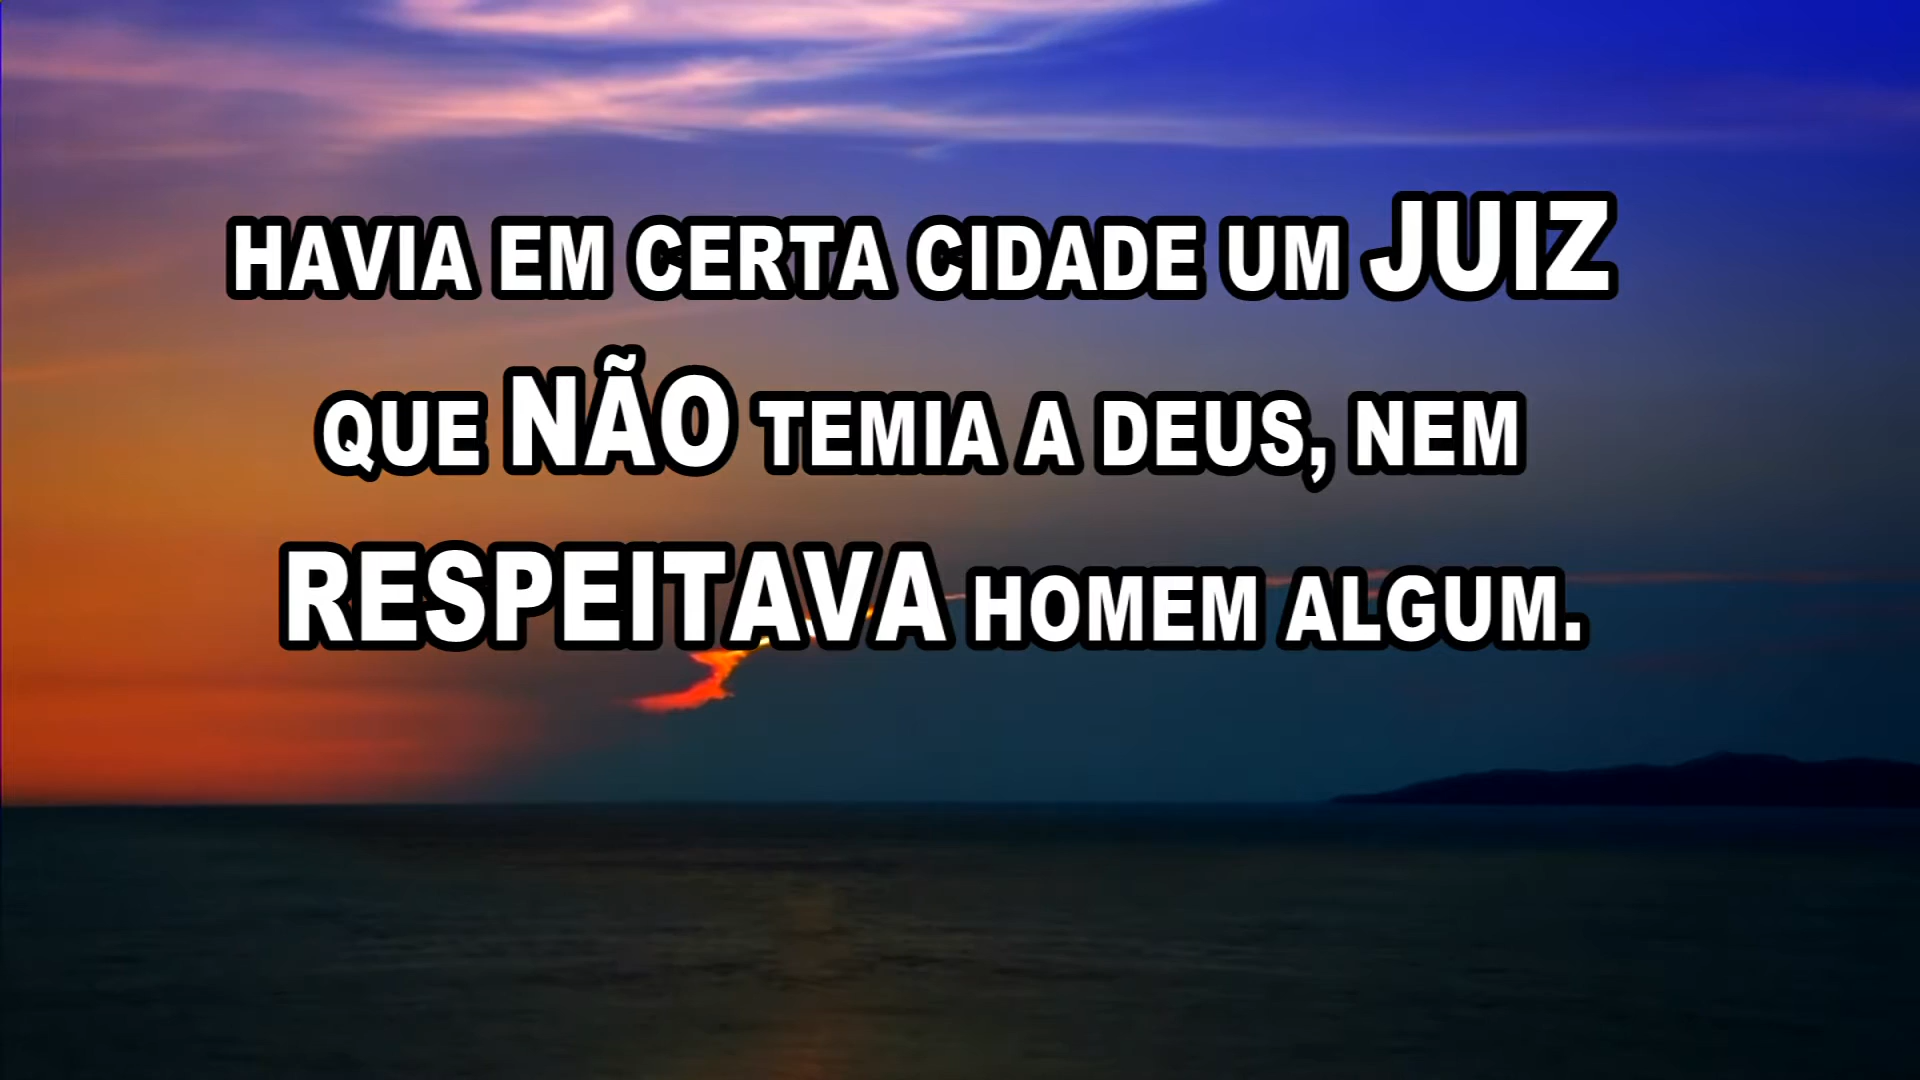 HAVIA EM CERTA CIDADE UM JUIZ
QUE NÃO TEMIA A DEUS, NEM
RESPEITAVA HOMEM ALGUM.